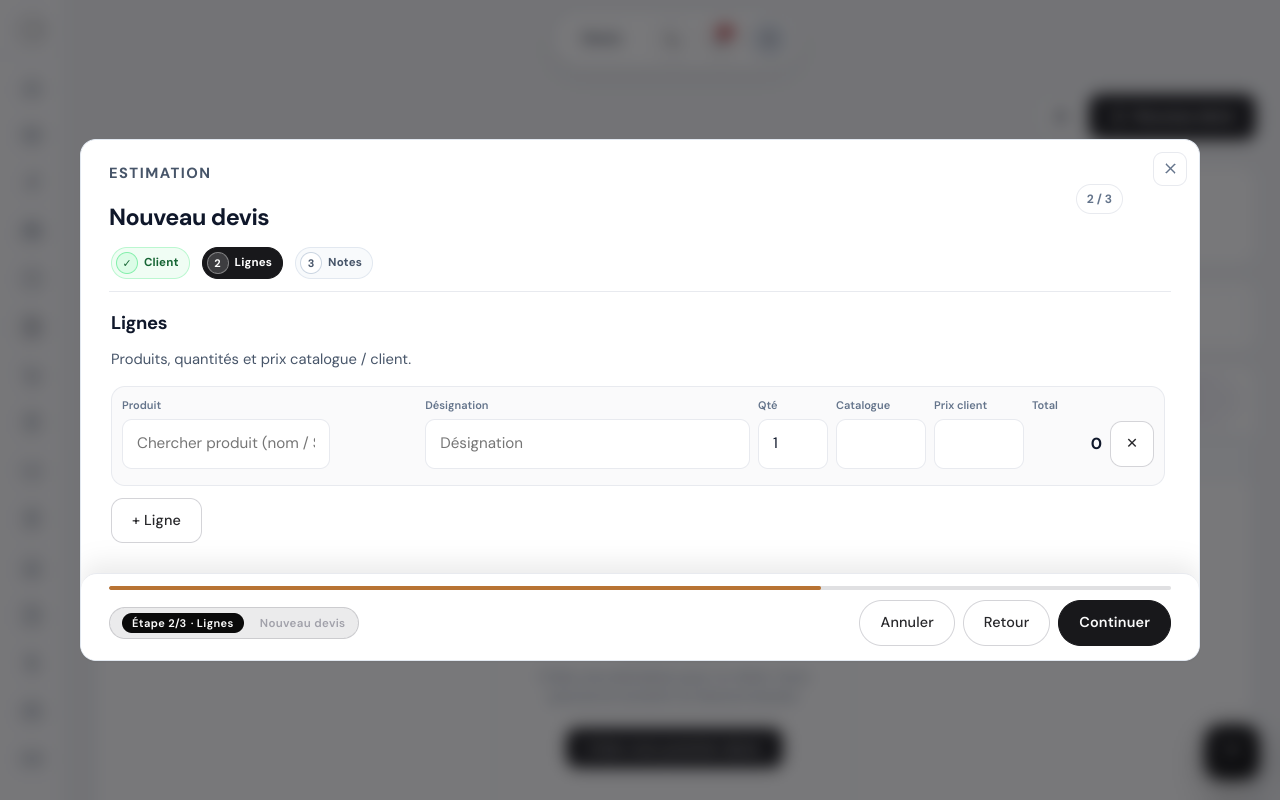 ESTIMATION
2 / 3
Nouveau devis
✓ Client
2 Lignes
3 Notes
Lignes
Produits, quantités et prix catalogue / client.
Produit Désignation Qté Catalogue Prix client Total
Chercher produit (nom / Désignation 1 0 ×
+ Ligne
Étape 2/3 · Lignes Nouveau devis
Annuler Retour Continuer